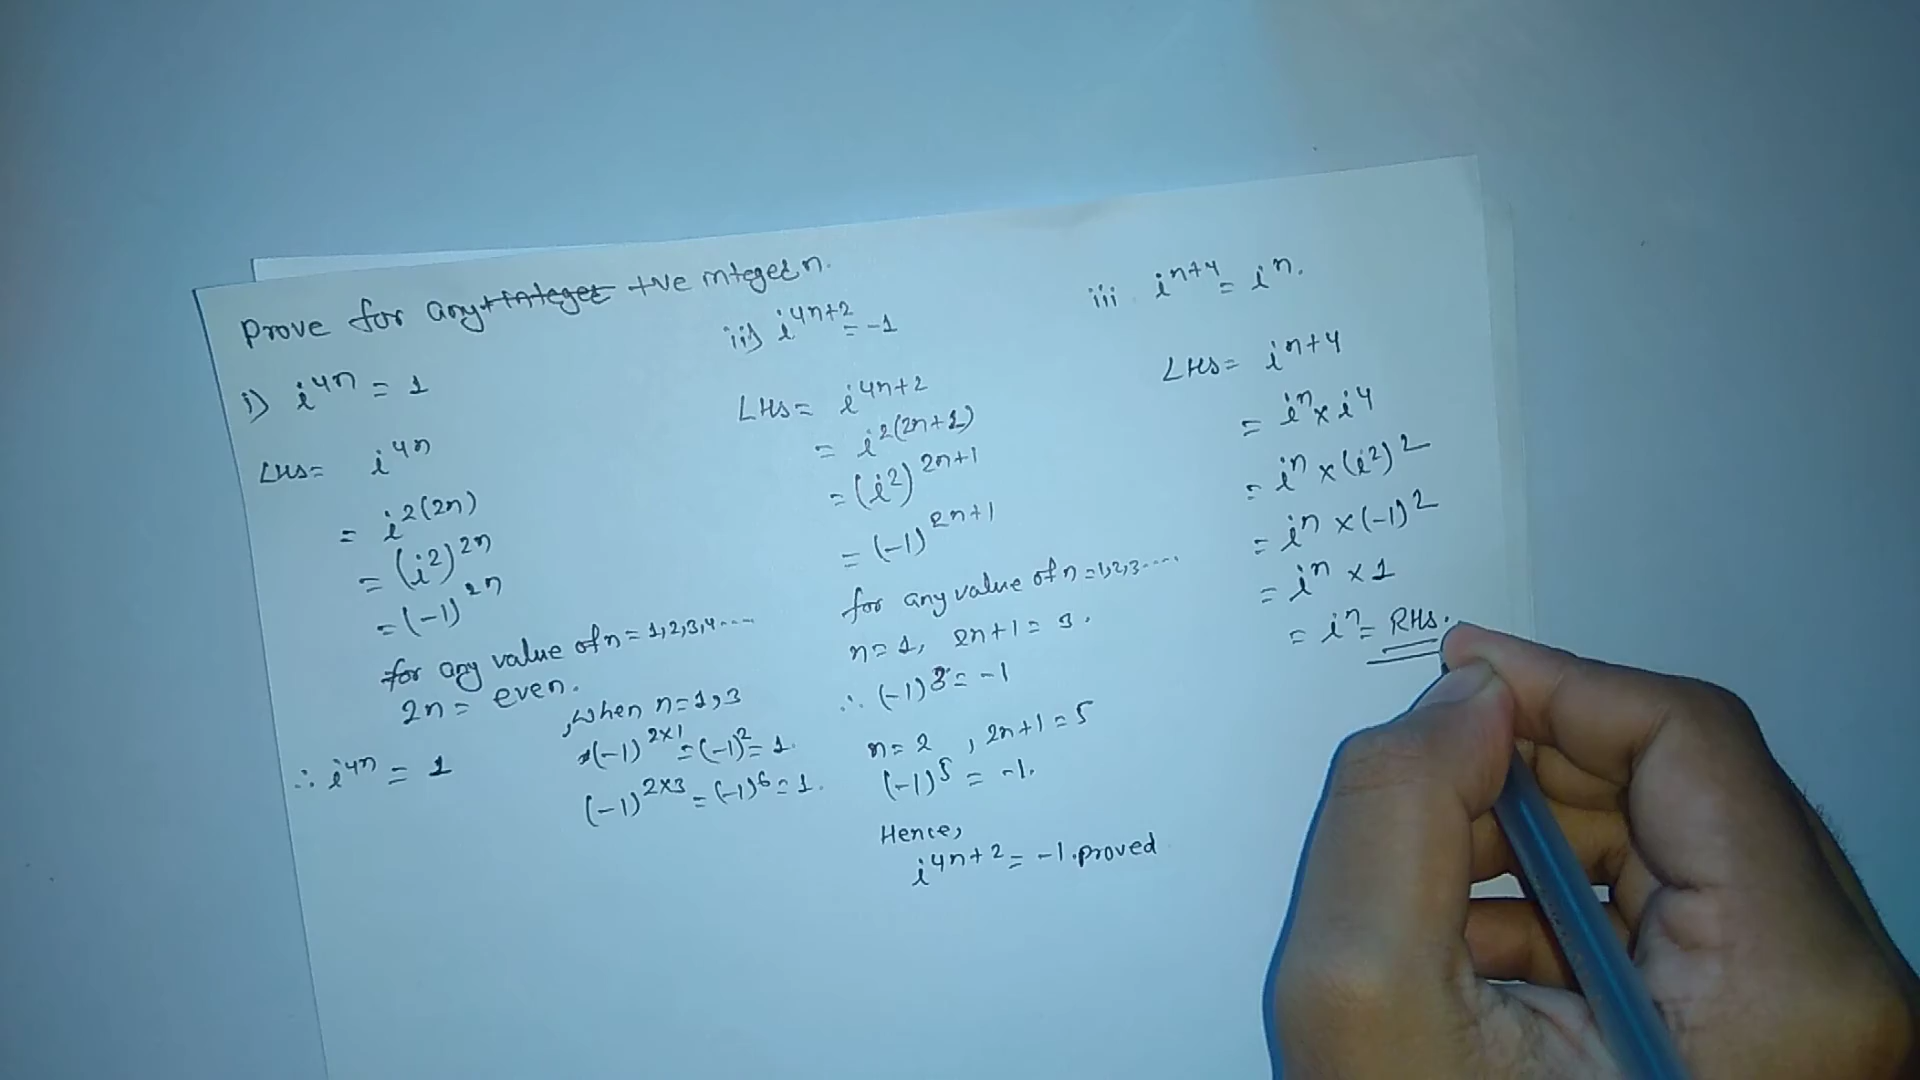 Prove for any +integer +ve integer n.
i) i^4n = 1
LHS = i^4n
= i^2(2n)
= (i^2)^2n
= (-1)^2n
for any value of n = 1,2,3,4....
2n = even.
∴ i^4n = 1
, when n=1,3
(-1)^2×1 = (-1)^2 = 1.
(-1)^2×3 = (-1)^6 = 1.
ii) i^4n+2 = -1
LHS = i^4n+2
= i^2(2n+1)
= (i^2)^2n+1
= (-1)^2n+1
for any value of n = 1,2,3....
n = 1, 2n+1 = 3.
∴ (-1)^3 = -1
n = 2, 2n+1 = 5
(-1)^5 = -1.
Hence,
i^4n+2 = -1. proved
iii i^n+4 = i^n.
LHS = i^n+4
= i^n × i^4
= i^n × (i^2)^2
= i^n × (-1)^2
= i^n × 1
= i^n = RHS.